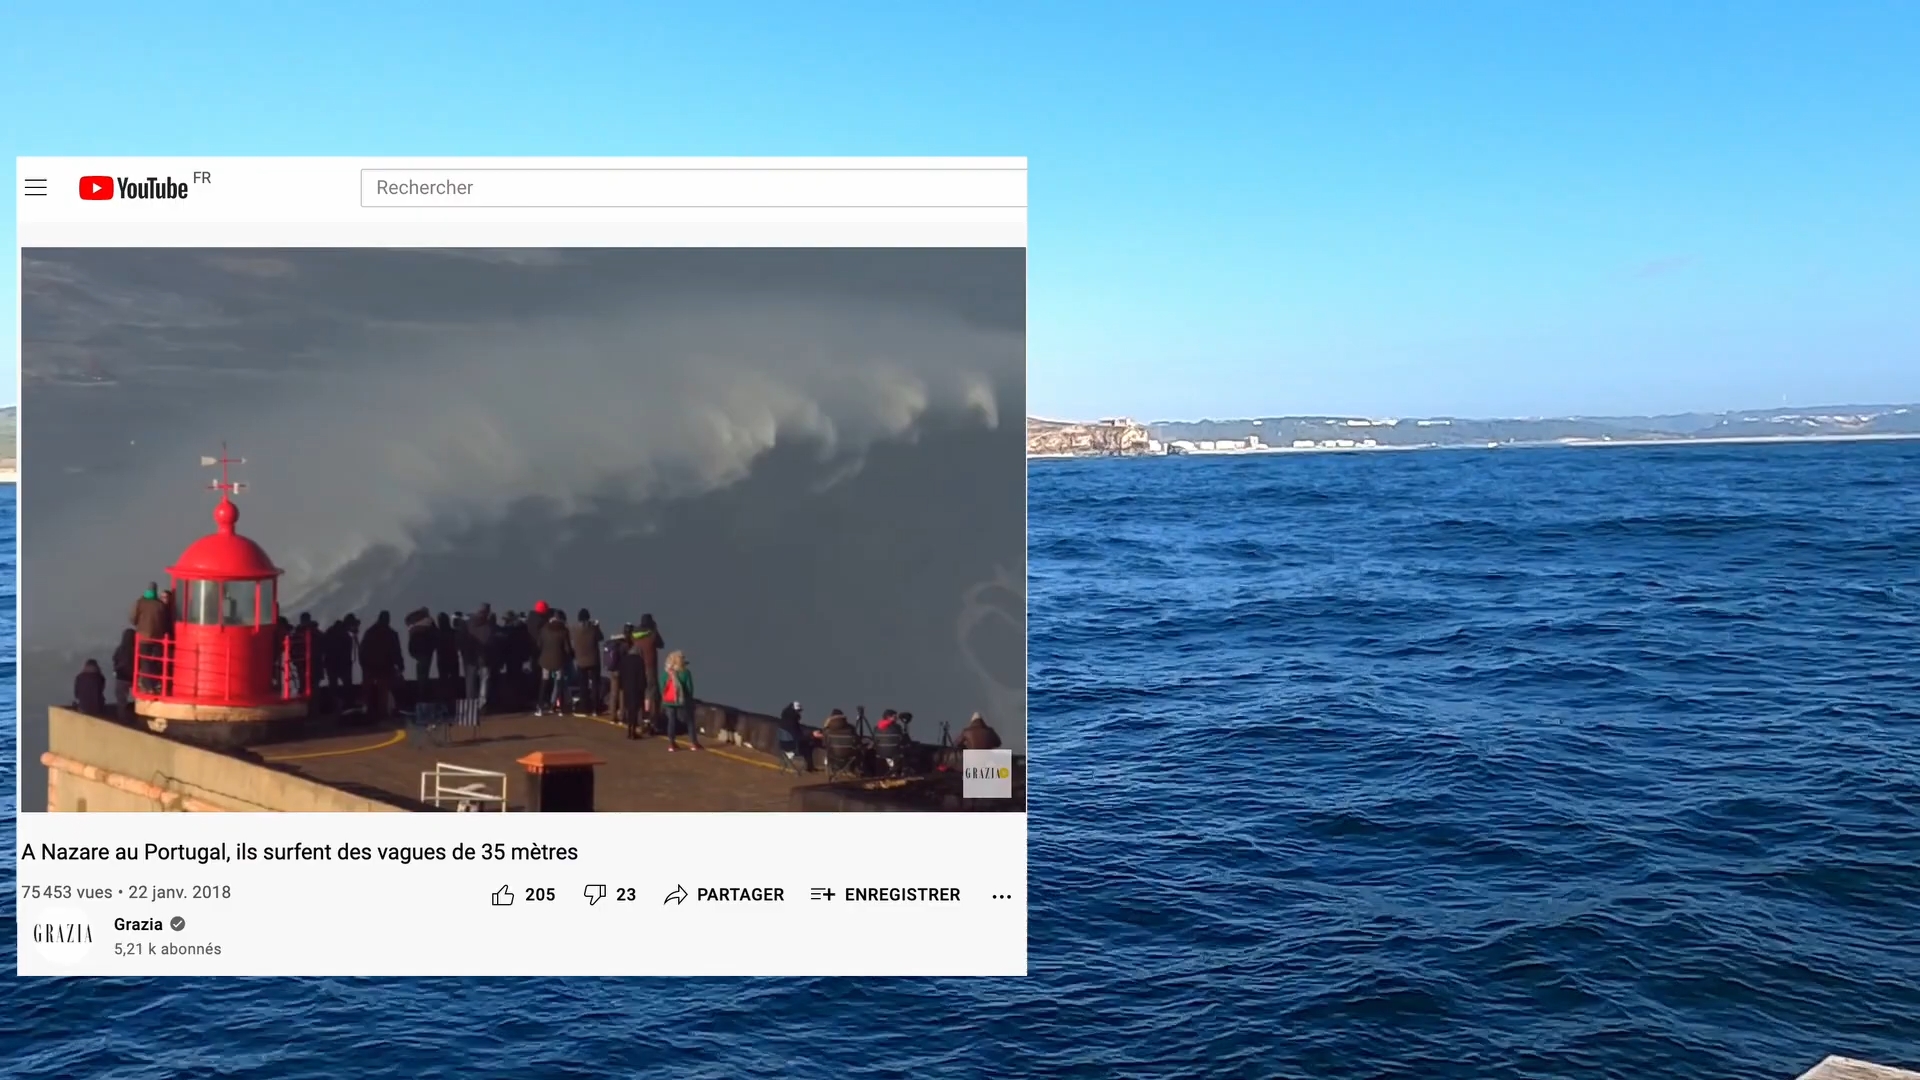 YouTube FR
Rechercher
GRAZIA
A Nazare au Portugal, ils surfent des vagues de 35 mètres
75 453 vues • 22 janv. 2018
205
23
PARTAGER
ENREGISTRER
GRAZIA
Grazia
5,21 k abonnés